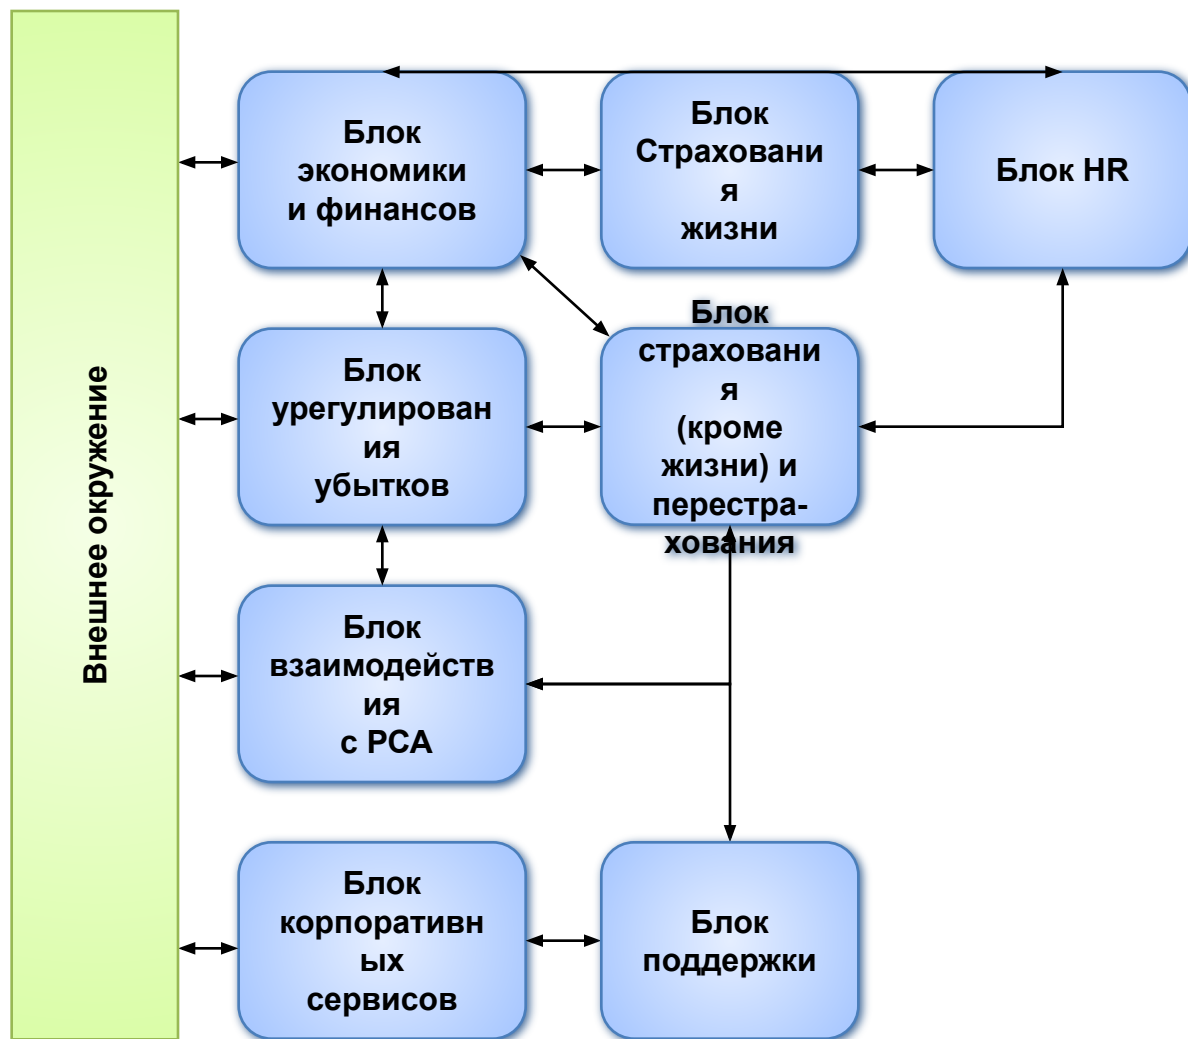 Внешнее окружение
Блок
экономики
и финансов
Блок
Страховани
я
жизни
Блок HR
Блок
урегулирован
ия
убытков
Блок
страховани
я
(кроме
жизни) и
перестра-
хования
Блок
взаимодейств
ия
с РСА
Блок
корпоративн
ых
сервисов
Блок
поддержки